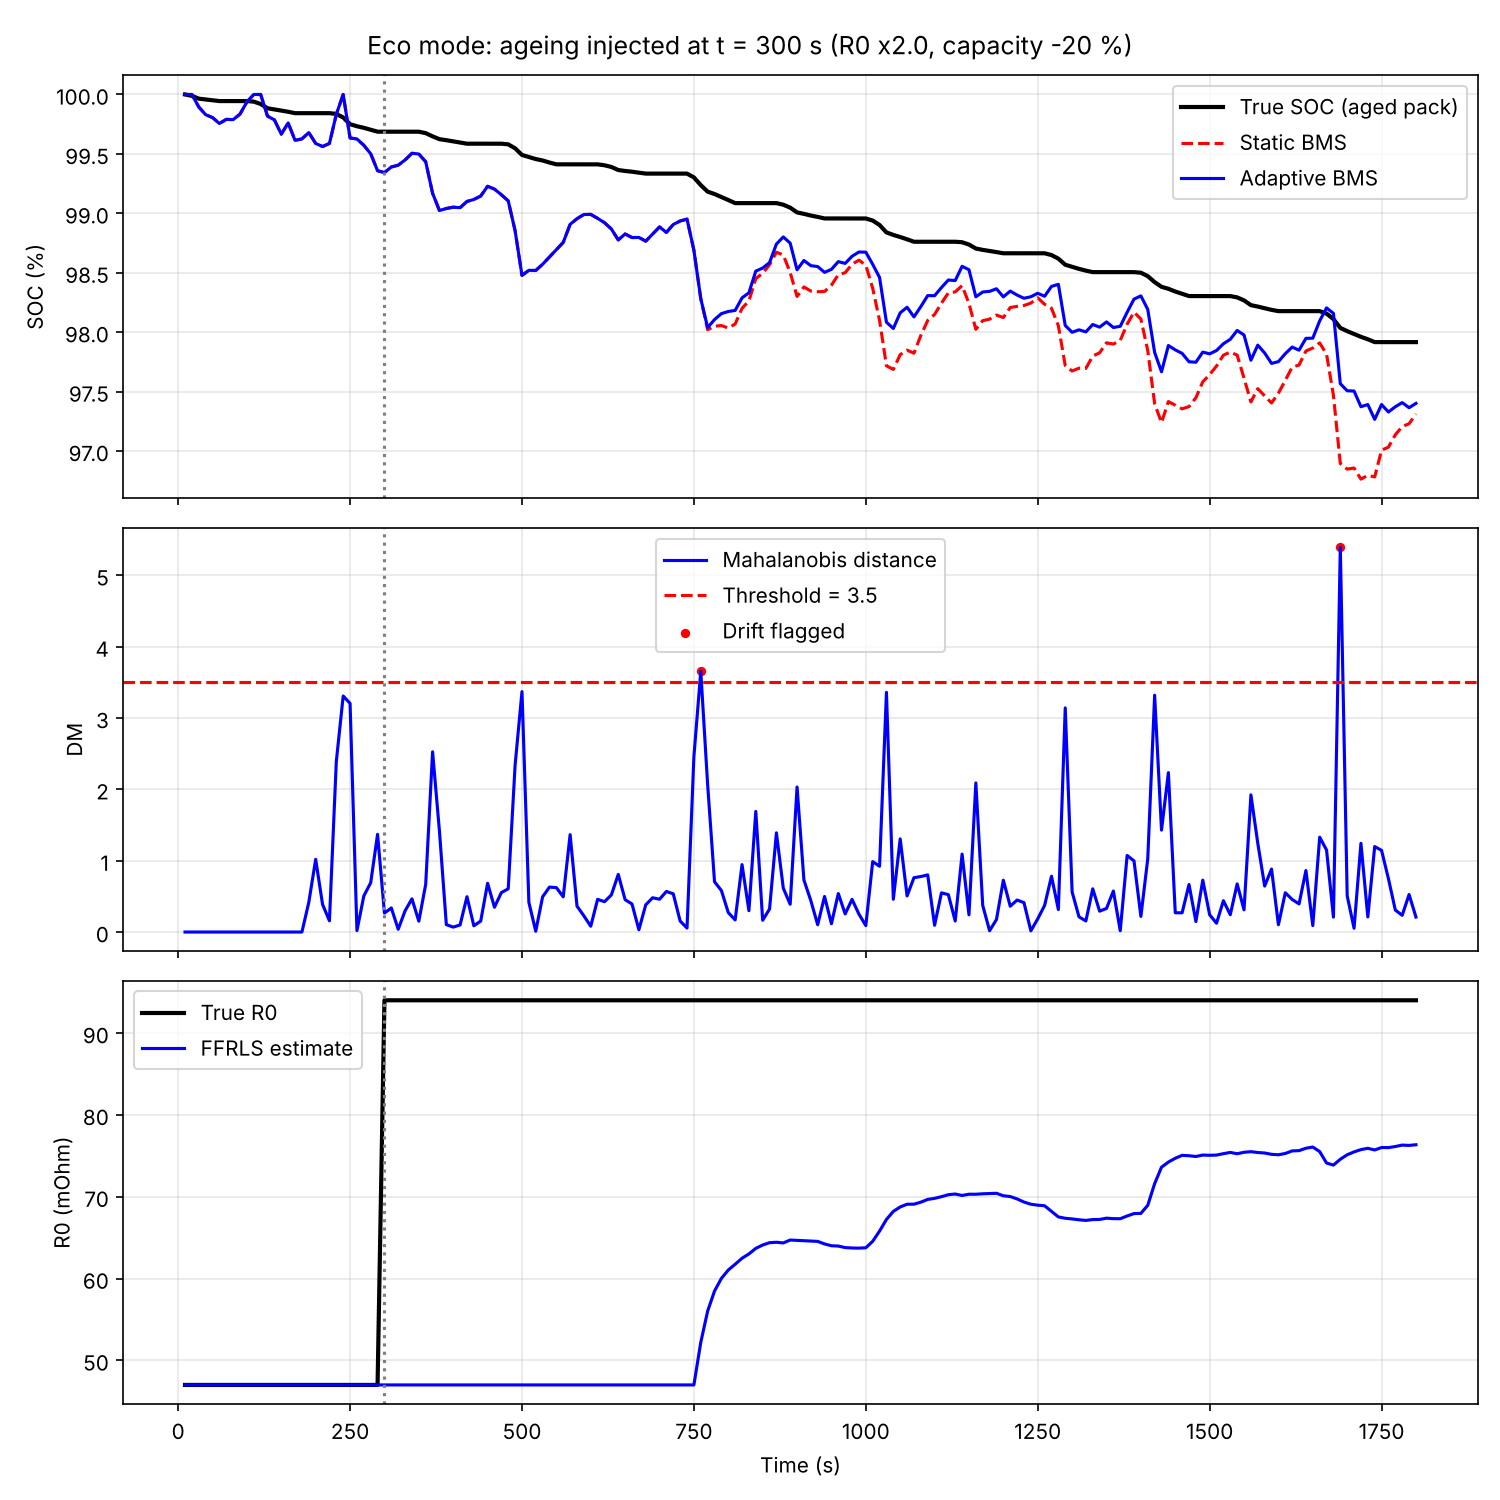 Eco mode: ageing injected at t = 300 s (R0 x2.0, capacity -20 %)
SOC (%)
100.0
99.5
99.0
98.5
98.0
97.5
97.0
True SOC (aged pack)
Static BMS
Adaptive BMS
DM
5
4
3
2
1
0
Mahalanobis distance
Threshold = 3.5
Drift flagged
R0 (mOhm)
90
80
70
60
50
True R0
FFRLS estimate
0 250 500 750 1000 1250 1500 1750
Time (s)